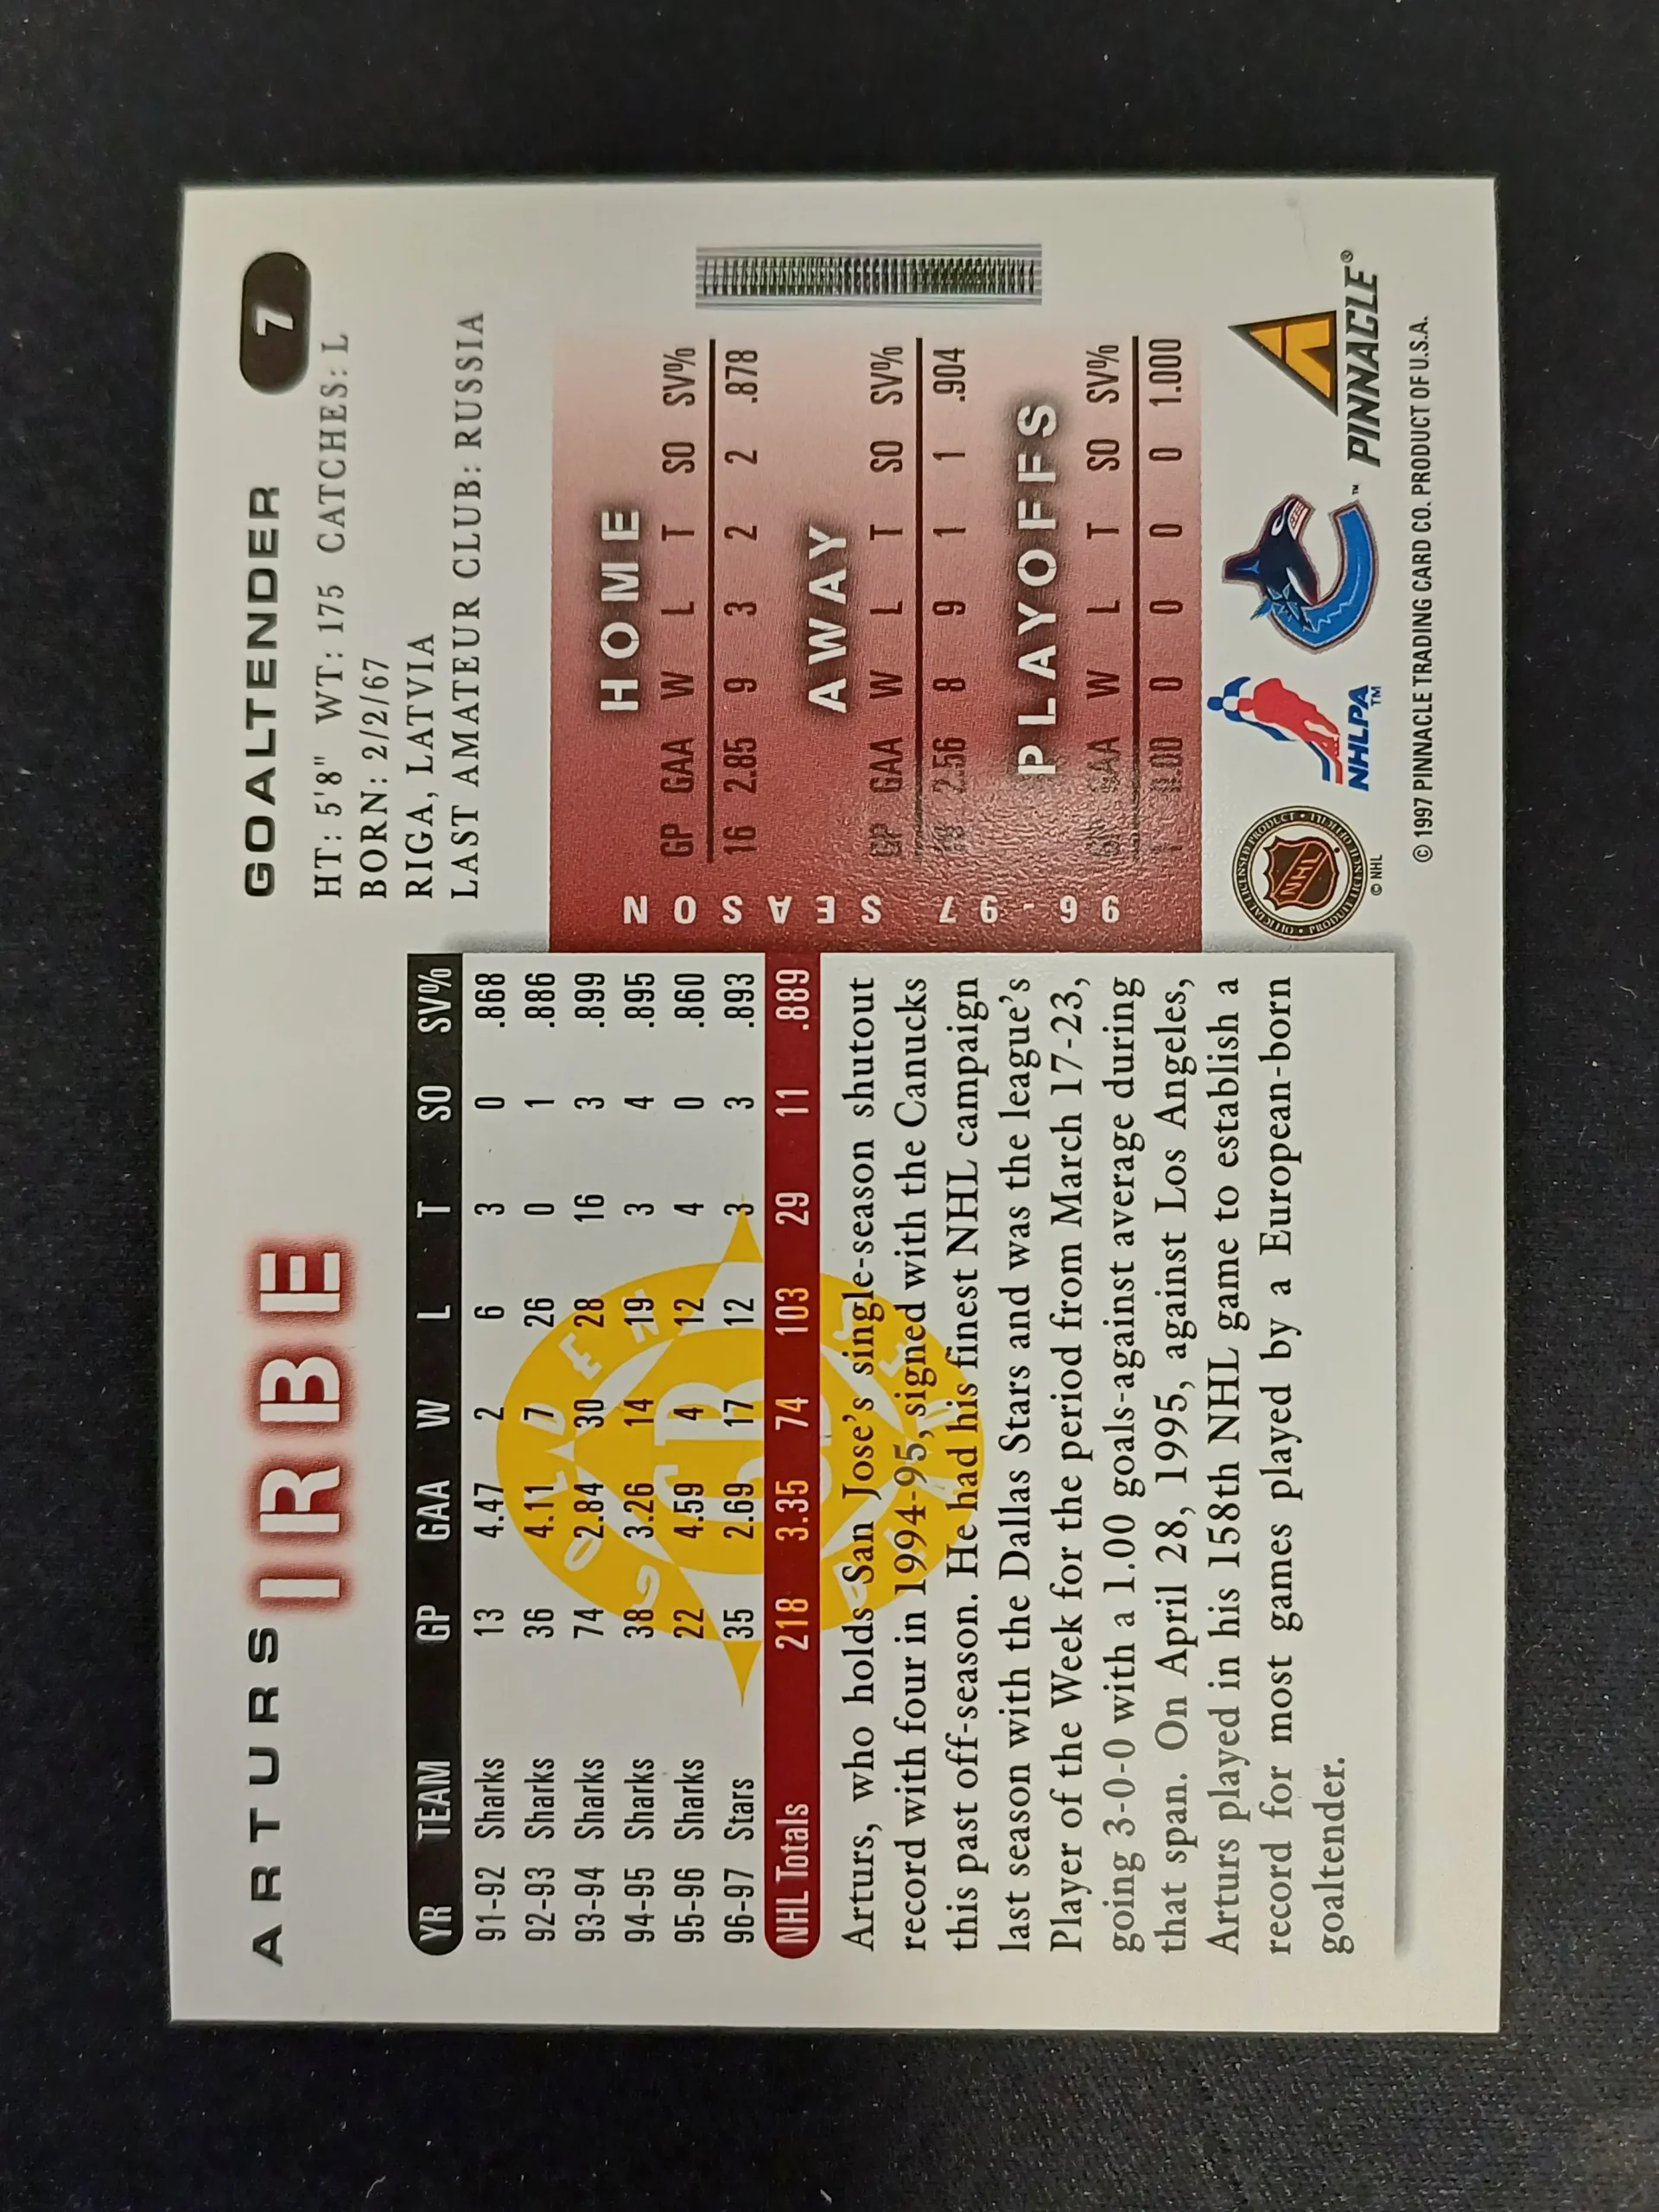 ARTURS IRBE
GOALTENDER 7
HT: 5'8" WT: 175 CATCHES: L
BORN: 2/2/67
RIGA, LATVIA
LAST AMATEUR CLUB: RUSSIA
YR TEAM GP GAA W L T SO SV%
91-92 Sharks 13 4.47 2 6 3 0 .868
92-93 Sharks 36 4.11 7 26 0 1 .886
93-94 Sharks 74 2.84 30 28 16 3 .899
94-95 Sharks 38 3.26 14 19 3 4 .895
95-96 Sharks 22 4.59 4 12 4 0 .860
96-97 Stars 35 2.69 17 12 3 3 .893
NHL Totals 218 3.35 74 103 29 11 .889
Arturs, who holds San Jose's single-season shutout
record with four in 1994-95, signed with the Canucks
this past off-season. He had his finest NHL campaign
last season with the Dallas Stars and was the league's
Player of the Week for the period from March 17-23,
going 3-0-0 with a 1.00 goals-against average during
that span. On April 28, 1995, against Los Angeles,
Arturs played in his 158th NHL game to establish a
record for most games played by a European-born
goaltender.
96-97 SEASON
HOME
GP GAA W L T SO SV%
16 2.85 9 3 2 2 .878
AWAY
GP GAA W L T SO SV%
2.56 8 9 1 1 .904
PLAYOFFS
GP GAA W L T SO SV%
1 0.00 0 0 0 0 1.000
NHL
© NHL
NHLPA™
™
PINNACLE®
© 1997 PINNACLE TRADING CARD CO. PRODUCT OF U.S.A.